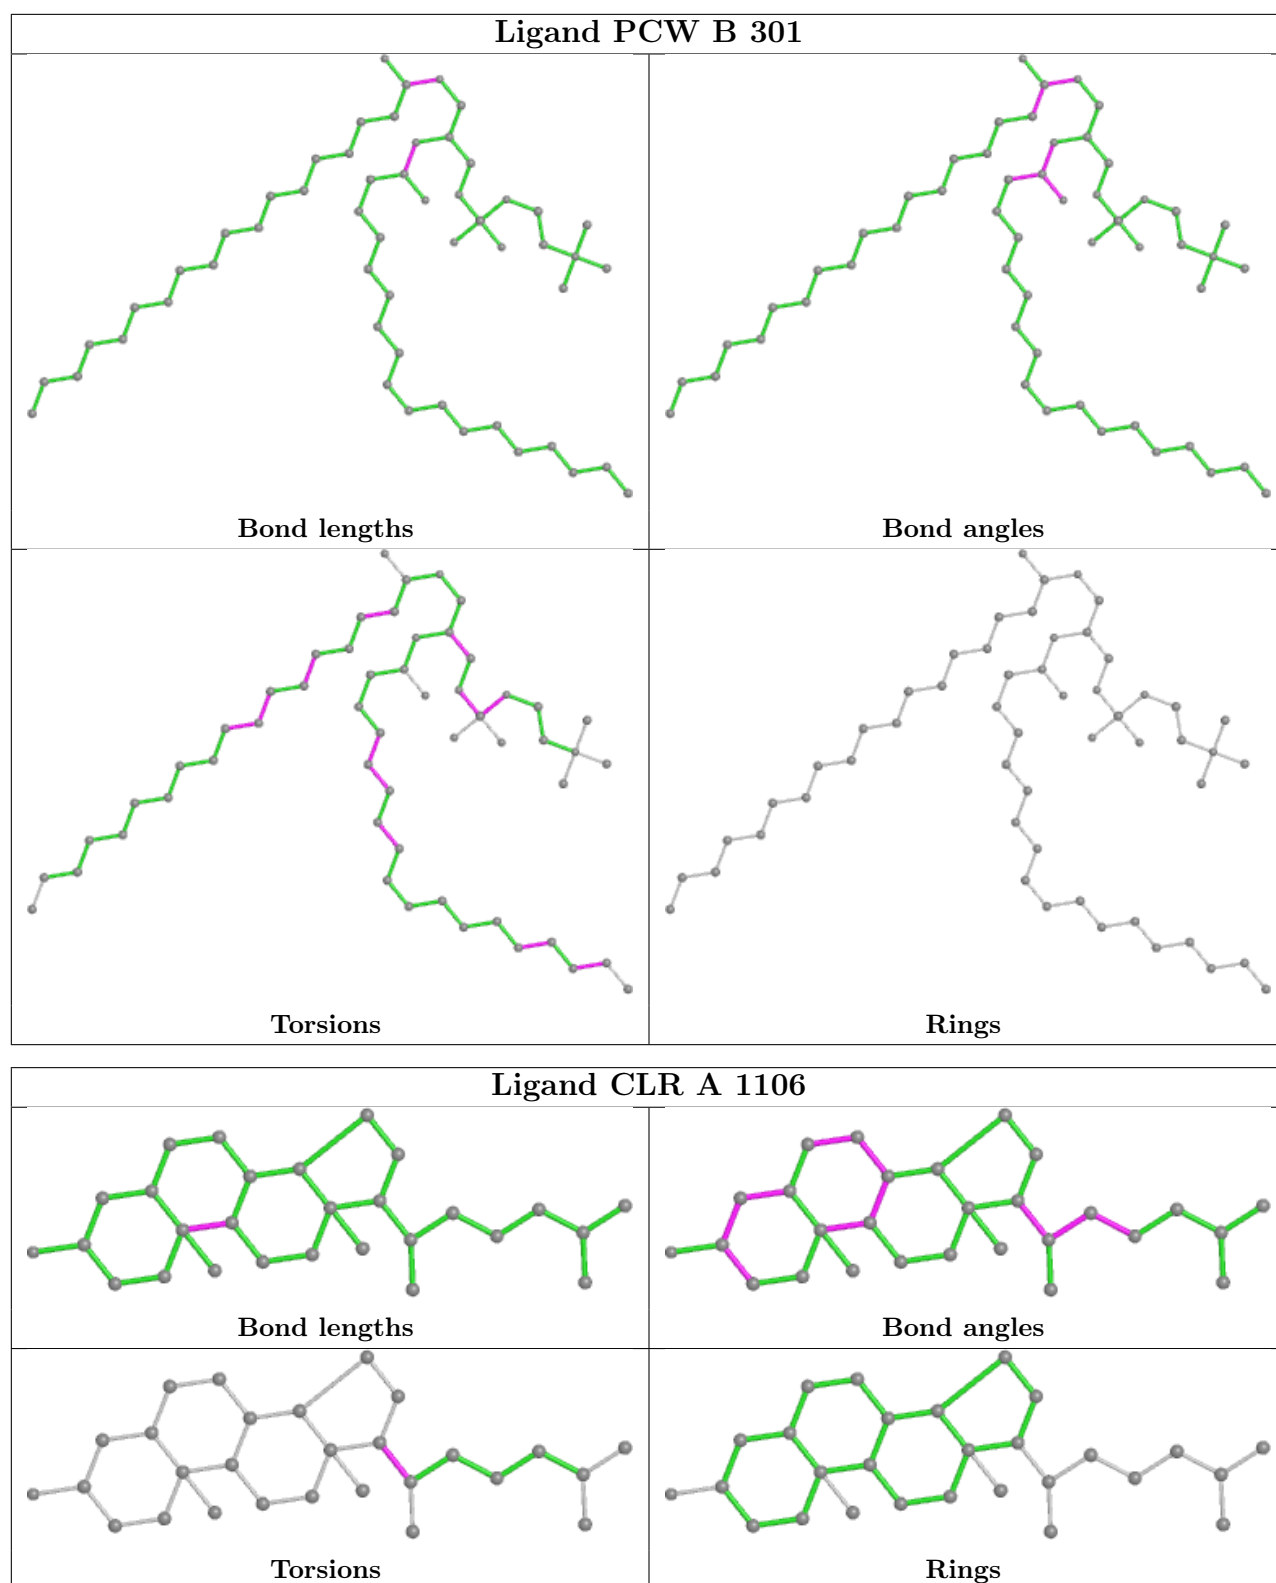 Ligand PCW B 301
Bond lengths
Bond angles
Torsions
Rings
Ligand CLR A 1106
Bond lengths
Bond angles
Torsions
Rings